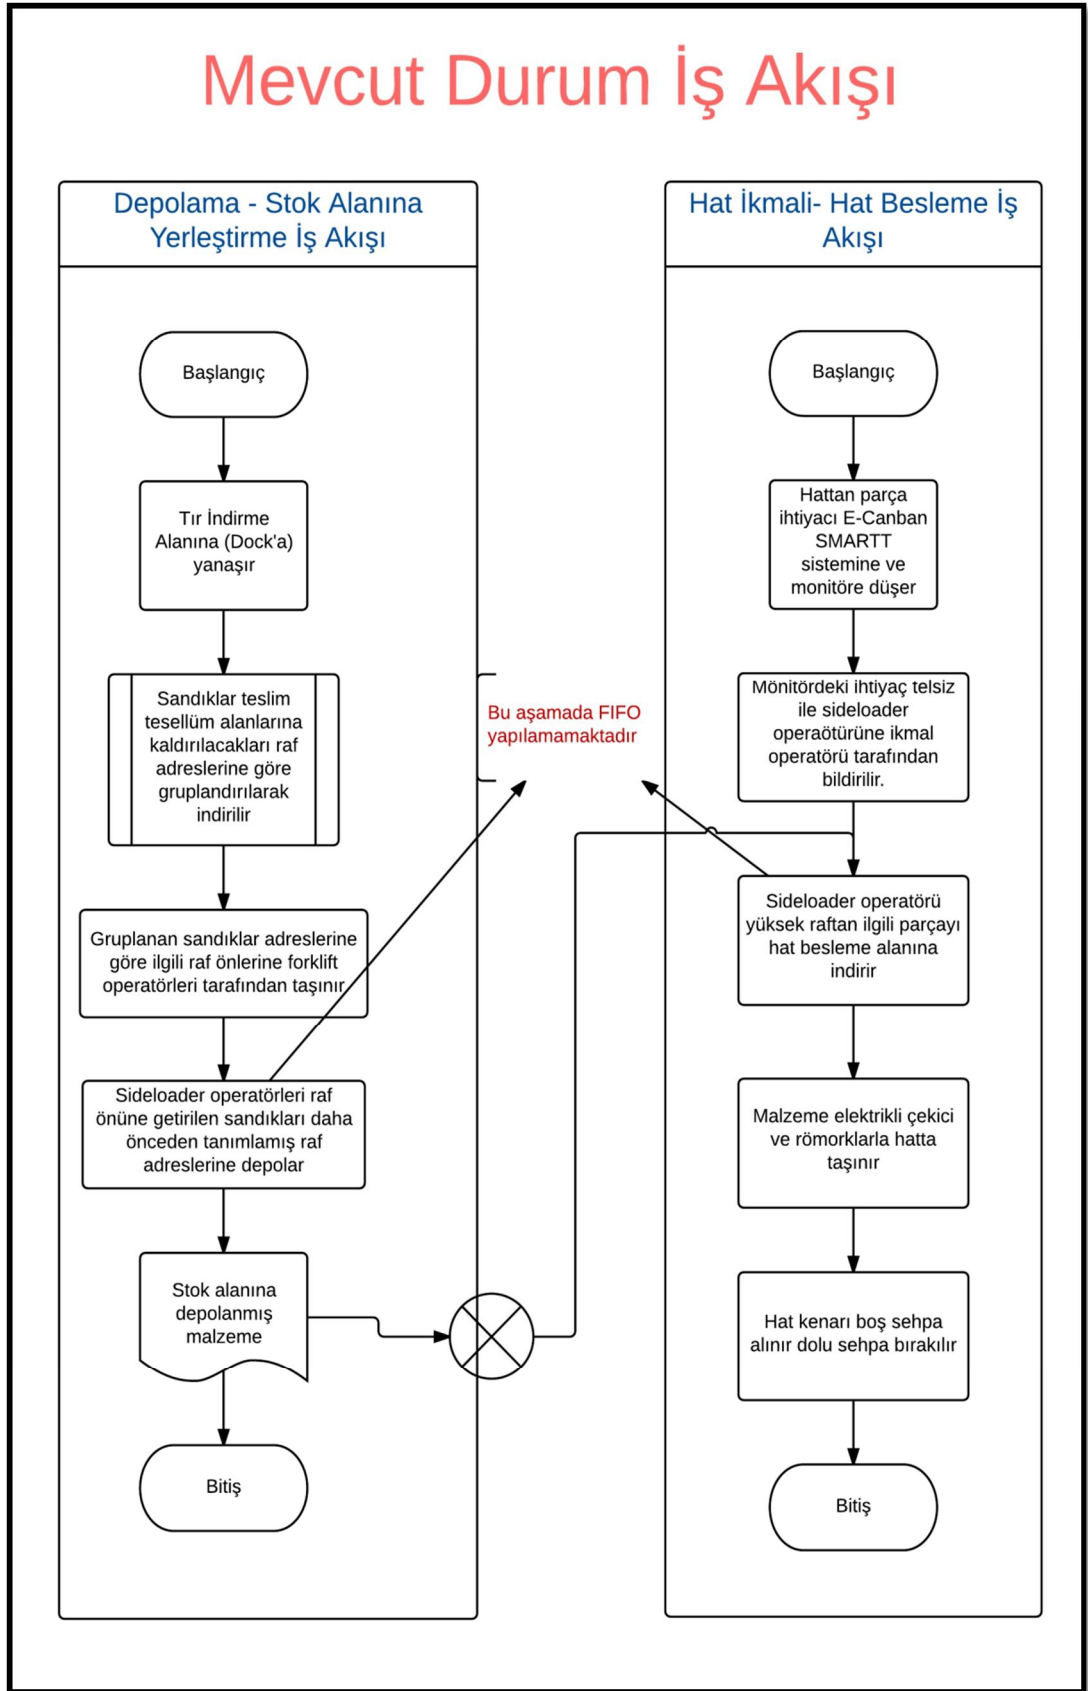 Mevcut Durum İş Akışı
Depolama - Stok Alanına
Yerleştirme İş Akışı
Başlangıç
Tır İndirme
Alanına (Dock'a)
yanaşır
Sandıklar teslim
tesellüm alanlarına
kaldırılacakları raf
adreslerine göre
gruplandırılarak
indirilir
Gruplanan sandıklar adreslerine
göre ilgili raf önlerine forklift
operatörleri tarafından taşınır
Sideloader operatörleri raf
önüne getirilen sandıkları daha
önceden tanımlamış raf
adreslerine depolar
Stok alanına
depolanmış
malzeme
Bitiş
Bu aşamada FIFO
yapılamamaktadır
Hat İkmali- Hat Besleme İş
Akışı
Başlangıç
Hattan parça
ihtiyacı E-Canban
SMARTT
sistemine ve
monitöre düşer
Mönitördeki ihtiyaç telsiz
ile sideloader
operaötürüne ikmal
operatörü tarafından
bildirilir.
Sideloader operatörü
yüksek raftan ilgili parçayı
hat besleme alanına
indirir
Malzeme elektrikli çekici
ve römorklarla hatta
taşınır
Hat kenarı boş sehpa
alınır dolu sehpa bırakılır
Bitiş